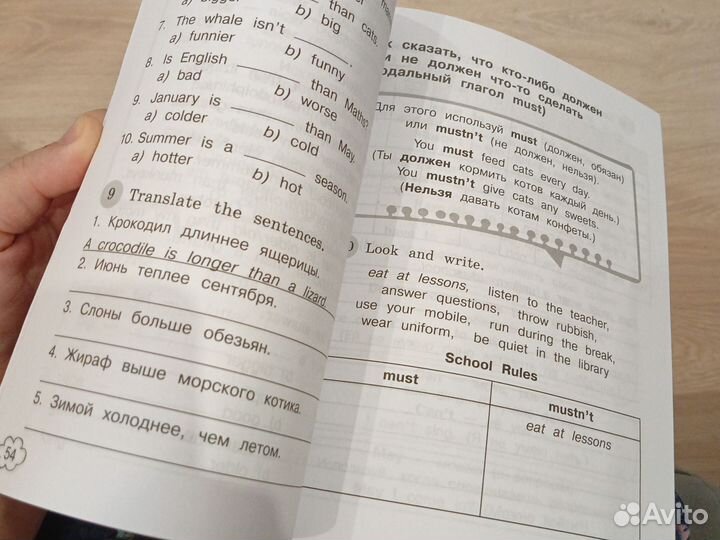 than cats.
b) big
7. The whale isn't
a) funnier b) funny
8. Is English than Maths?
a) bad b) worse
9. January is than May.
a) colder b) cold
10. Summer is a season.
a) hotter b) hot
9 Translate the sentences.
1. Крокодил длиннее ящерицы.
A crocodile is longer than a lizard.
2. Июнь теплее сентября.
3. Слоны больше обезьян.
4. Жираф выше морского котика.
5. Зимой холоднее, чем летом.
54
сказать, что кто-либо должен
и не должен что-то сделать
глагол must)
Для этого используй must (должен, обязан)
или mustn't (не должен, нельзя).
You must feed cats every day.
(Ты должен кормить котов каждый день.)
You mustn't give cats any sweets.
(Нельзя давать котам конфеты.)
Look and write.
eat at lessons, listen to the teacher,
answer questions, throw rubbish,
use your mobile, run during the break,
wear uniform, be quiet in the library
School Rules
must mustn't
eat at lessons
Avito